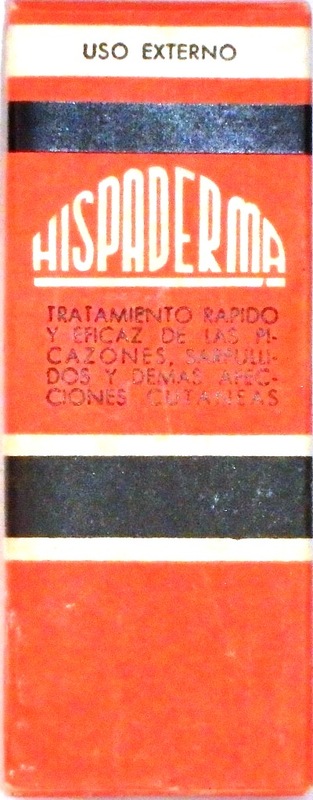 USO EXTERNO
HISPADERMA
TRATAMIENTO RAPIDO
Y EFICAZ DE LAS PI-
CAZONES, SARPULLI-
DOS Y DEMAS AFEC-
CIONES CUTANEAS